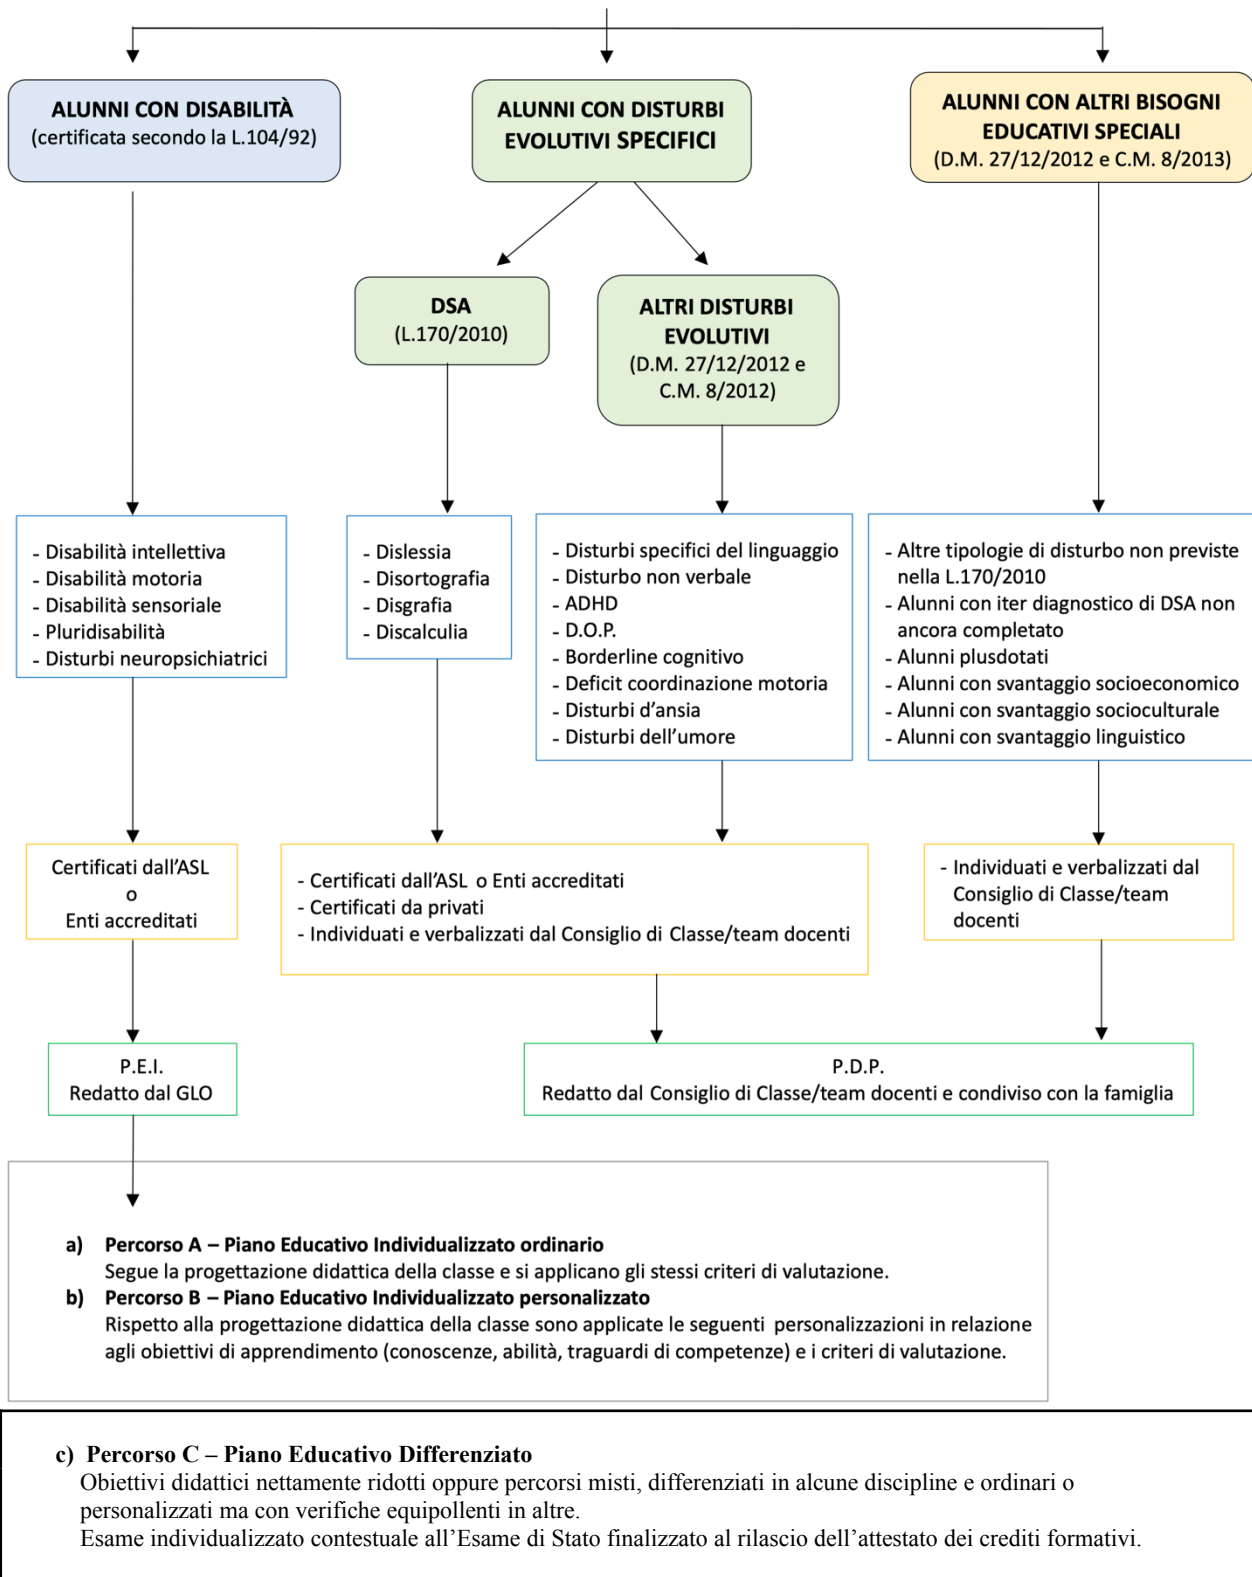 ALUNNI CON DISABILITÀ
(certificata secondo la L.104/92)
ALUNNI CON DISTURBI
EVOLUTIVI SPECIFICI
ALUNNI CON ALTRI BISOGNI
EDUCATIVI SPECIALI
(D.M. 27/12/2012 e C.M. 8/2013)
DSA
(L.170/2010)
ALTRI DISTURBI
EVOLUTIVI
(D.M. 27/12/2012 e
C.M. 8/2012)
- Disabilità intellettiva
- Disabilità motoria
- Disabilità sensoriale
- Pluridisabilità
- Disturbi neuropsichiatrici
- Dislessia
- Disortografia
- Disgrafia
- Discalculia
- Disturbi specifici del linguaggio
- Disturbo non verbale
- ADHD
- D.O.P.
- Borderline cognitivo
- Deficit coordinazione motoria
- Disturbi d'ansia
- Disturbi dell'umore
- Altre tipologie di disturbo non previste
nella L.170/2010
- Alunni con iter diagnostico di DSA non
ancora completato
- Alunni plusdotati
- Alunni con svantaggio socioeconomico
- Alunni con svantaggio socioculturale
- Alunni con svantaggio linguistico
Certificati dall'ASL
o
Enti accreditati
- Certificati dall'ASL o Enti accreditati
- Certificati da privati
- Individuati e verbalizzati dal Consiglio di Classe/team docenti
- Individuati e verbalizzati dal
Consiglio di Classe/team
docenti
P.E.I.
Redatto dal GLO
P.D.P.
Redatto dal Consiglio di Classe/team docenti e condiviso con la famiglia
a) Percorso A – Piano Educativo Individualizzato ordinario
Segue la progettazione didattica della classe e si applicano gli stessi criteri di valutazione.
b) Percorso B – Piano Educativo Individualizzato personalizzato
Rispetto alla progettazione didattica della classe sono applicate le seguenti personalizzazioni in relazione
agli obiettivi di apprendimento (conoscenze, abilità, traguardi di competenze) e i criteri di valutazione.
c) Percorso C – Piano Educativo Differenziato
Obiettivi didattici nettamente ridotti oppure percorsi misti, differenziati in alcune discipline e ordinari o
personalizzati ma con verifiche equipollenti in altre.
Esame individualizzato contestuale all'Esame di Stato finalizzato al rilascio dell'attestato dei crediti formativi.